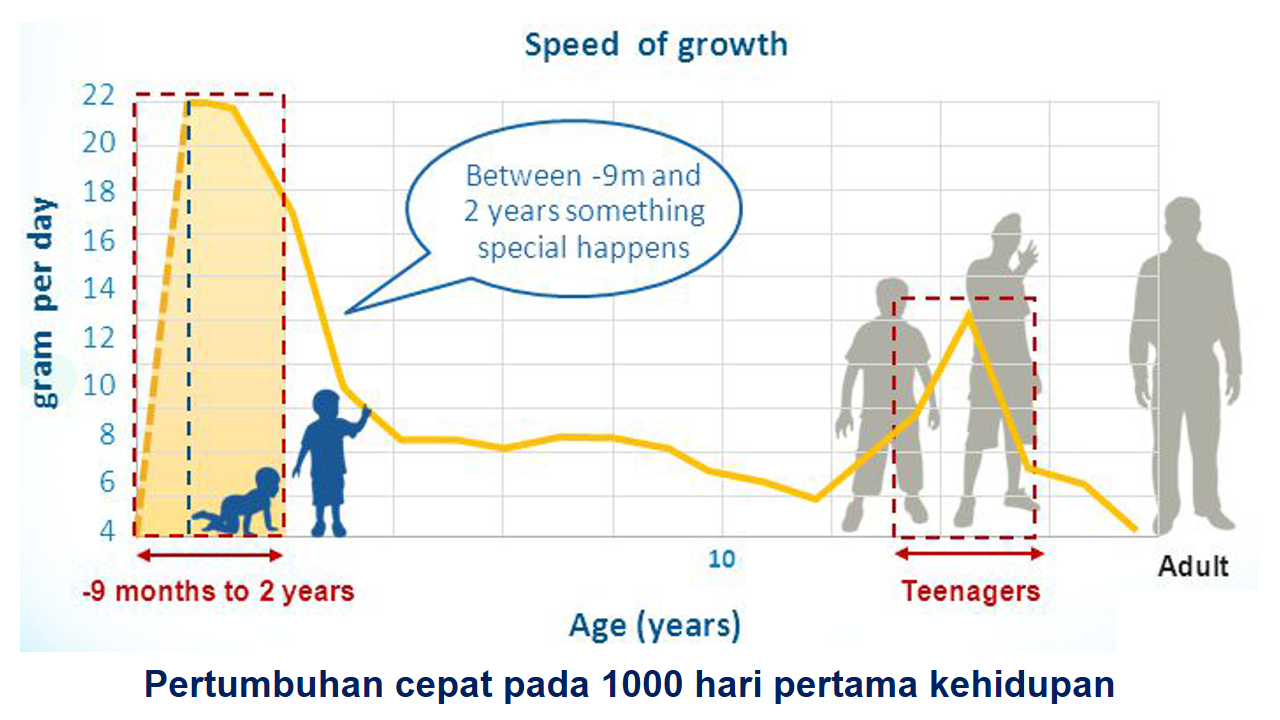 Speed of growth
22
20
18
16
14
12
10
8
6
4
gram per day
Between -9m and
2 years something
special happens
10
-9 months to 2 years
Teenagers
Adult
Age (years)
Pertumbuhan cepat pada 1000 hari pertama kehidupan